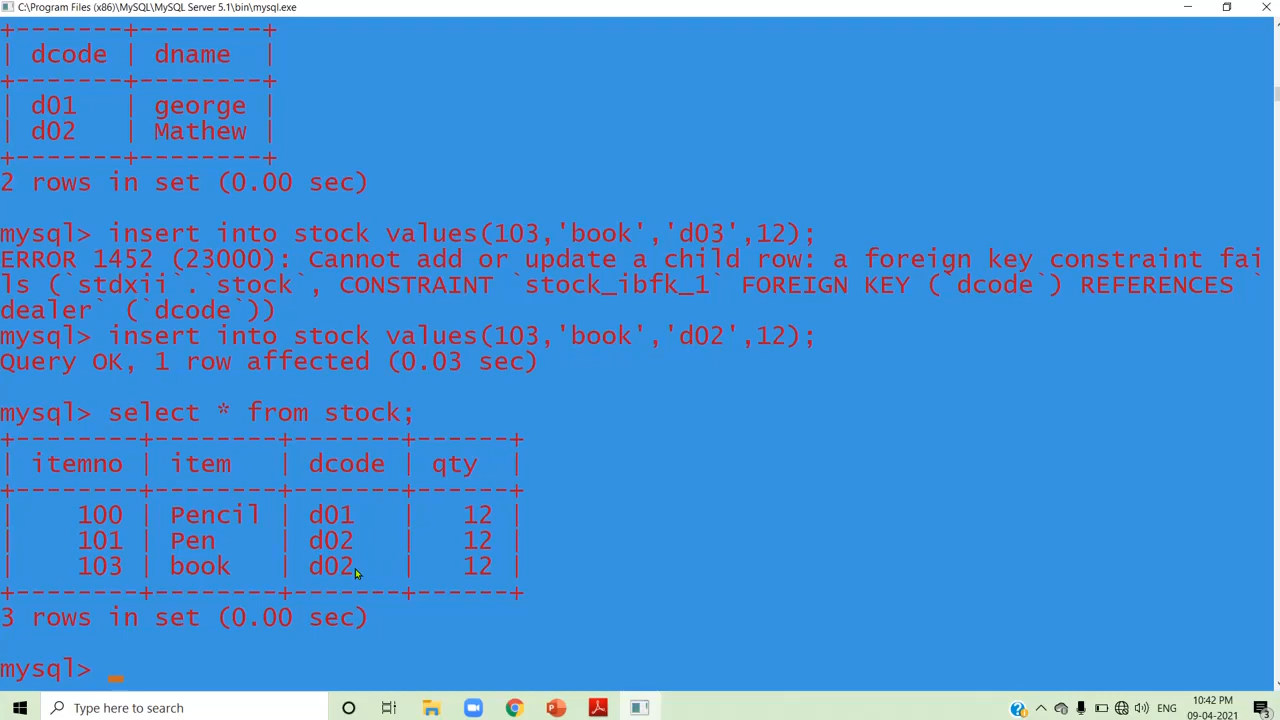 C:\Program Files (x86)\MySQL\MySQL Server 5.1\bin\mysql.exe
+-------+--------+
| dcode | dname  |
+-------+--------+
| d01   | george |
| d02   | Mathew |
+-------+--------+
2 rows in set (0.00 sec)
mysql> insert into stock values(103,'book','d03',12);
ERROR 1452 (23000): Cannot add or update a child row: a foreign key constraint fai
ls (`stdxii`.`stock`, CONSTRAINT `stock_ibfk_1` FOREIGN KEY (`dcode`) REFERENCES `
dealer` (`dcode`))
mysql> insert into stock values(103,'book','d02',12);
Query OK, 1 row affected (0.03 sec)
mysql> select * from stock;
+--------+--------+-------+------+
| itemno | item   | dcode | qty  |
+--------+--------+-------+------+
|    100 | Pencil | d01   |   12 |
|    101 | Pen    | d02   |   12 |
|    103 | book   | d02   |   12 |
+--------+--------+-------+------+
3 rows in set (0.00 sec)
mysql> _
Type here to search
ENG
10:42 PM
09-04-2021
3